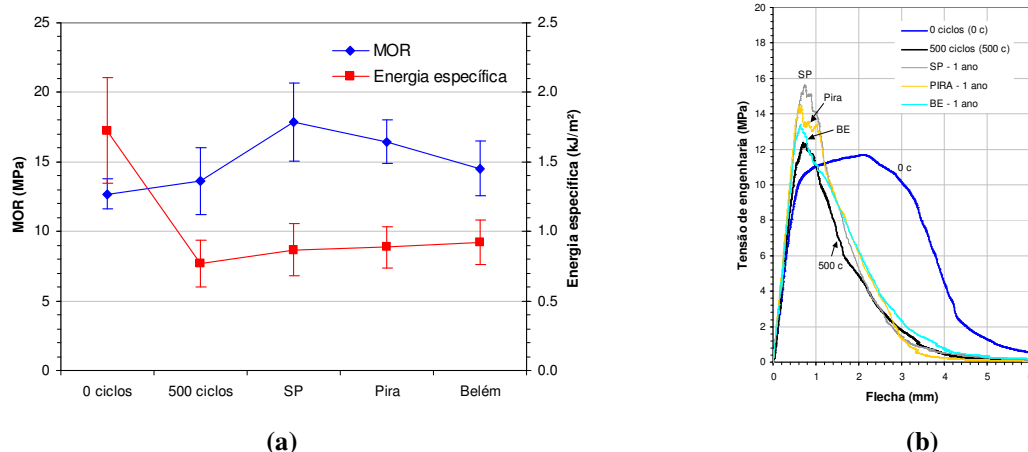 25
20
15
10
5
0
MOR (MPa)
2.5
2.0
1.5
1.0
0.5
0.0
Energia específica (kJ/m²)
MOR
Energia específica
0 ciclos 500 ciclos SP Pira Belém
(a)
20
18
16
14
12
10
8
6
4
2
0
Tensão de engenharia (MPa)
0 ciclos (0 c)
500 ciclos (500 c)
SP - 1 ano
PIRA - 1 ano
BE - 1 ano
SP
Pira
BE
0 c
500 c
0 1 2 3 4 5
Flecha (mm)
(b)